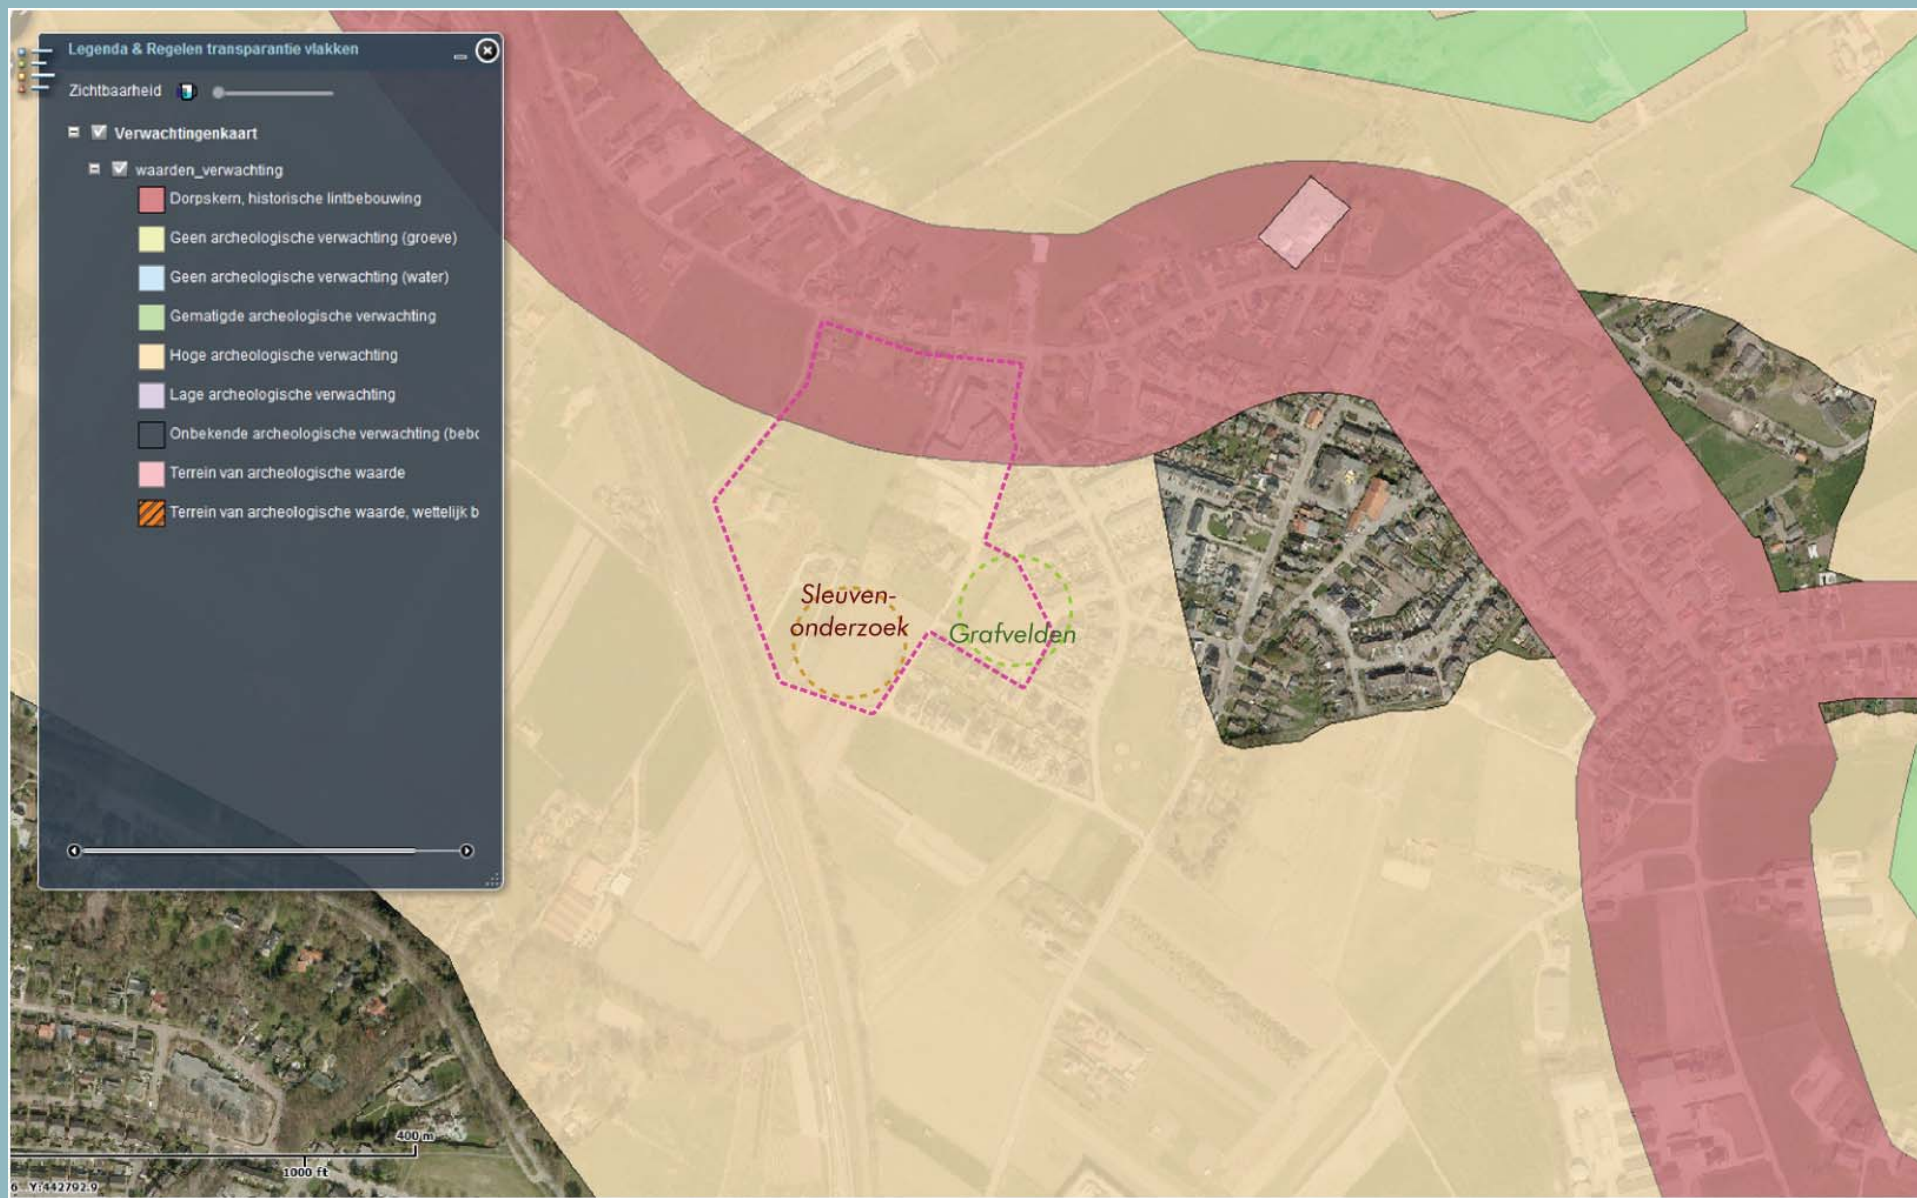 Legenda & Regelen transparantie vlakken
Zichtbaarheid
Verwachtingenkaart
waarden_verwachting
Dorpskern, historische lintbebouwing
Geen archeologische verwachting (groeve)
Geen archeologische verwachting (water)
Gematigde archeologische verwachting
Hoge archeologische verwachting
Lage archeologische verwachting
Onbekende archeologische verwachting (bebo
Terrein van archeologische waarde
Terrein van archeologische waarde, wettelijk b
Sleuven-
onderzoek
Grafvelden
400 m
1000 ft
6 Y:442792.9